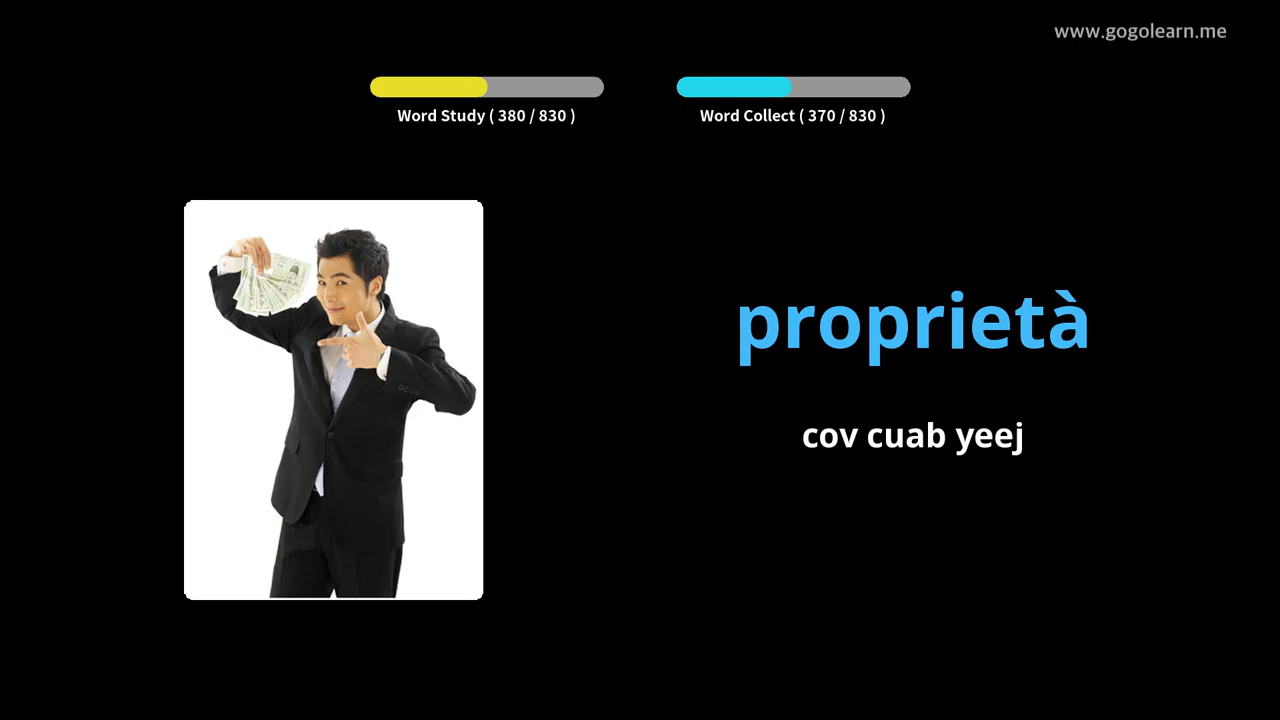 www.gogolearn.me
Word Study ( 380 / 830 )
Word Collect ( 370 / 830 )
proprietà
cov cuab yeej